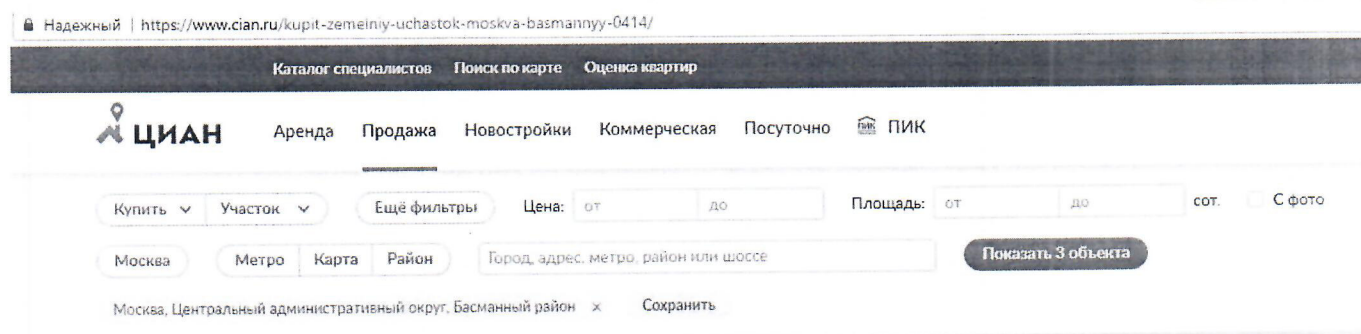 Надежный | https://www.cian.ru/kupit-zemelniy-uchastok-moskva-basmannyy-0414/
Каталог специалистов Поиск по карте Оценка квартир
ЦИАН Аренда Продажа Новостройки Коммерческая Посуточно ПИК ПИК
Купить Участок Ещё фильтры Цена: от до Площадь: от до сот. С фото
Москва Метро Карта Район Город, адрес, метро, район или шоссе Показать 3 объекта
Москва, Центральный административный округ, Басманный район × Сохранить